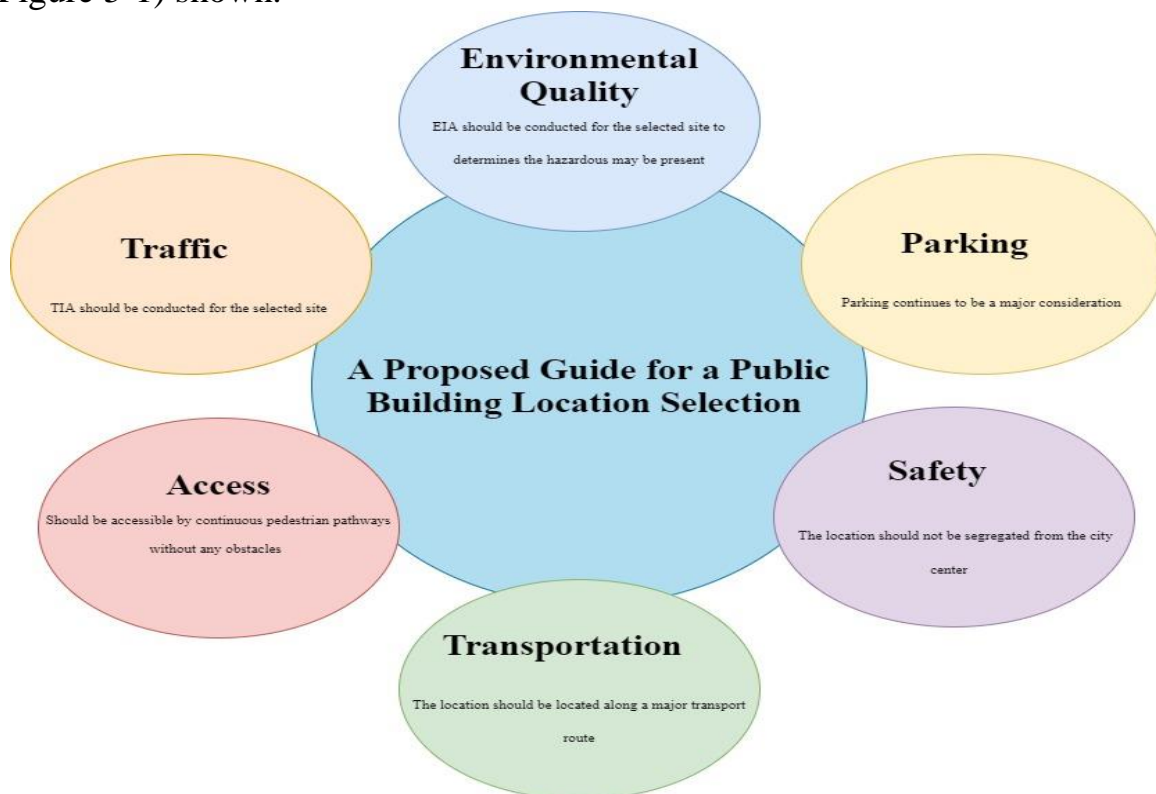 Figure 3-1) shown.
Environmental
Quality
EIA should be conducted for the selected site to
determines the hazardous may be present
Traffic
TIA should be conducted for the selected site
Parking
Parking continues to be a major consideration
A Proposed Guide for a Public
Building Location Selection
Access
Should be accessible by continuous pedestrian pathways
without any obstacles
Safety
The location should not be segregated from the city
center
Transportation
The location should be located along a major transport
route